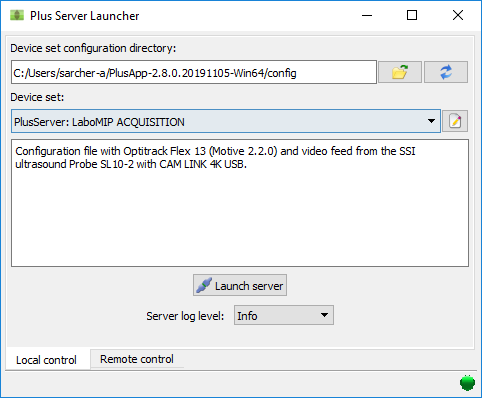 Plus Server Launcher
Device set configuration directory:
C:/Users/sarcher-a/PlusApp-2.8.0.20191105-Win64/config
Device set:
PlusServer: LaboMIP ACQUISITION
Configuration file with Optitrack Flex 13 (Motive 2.2.0) and video feed from the SSI
ultrasound Probe SL10-2 with CAM LINK 4K USB.
Launch server
Server log level: Info
Local control Remote control